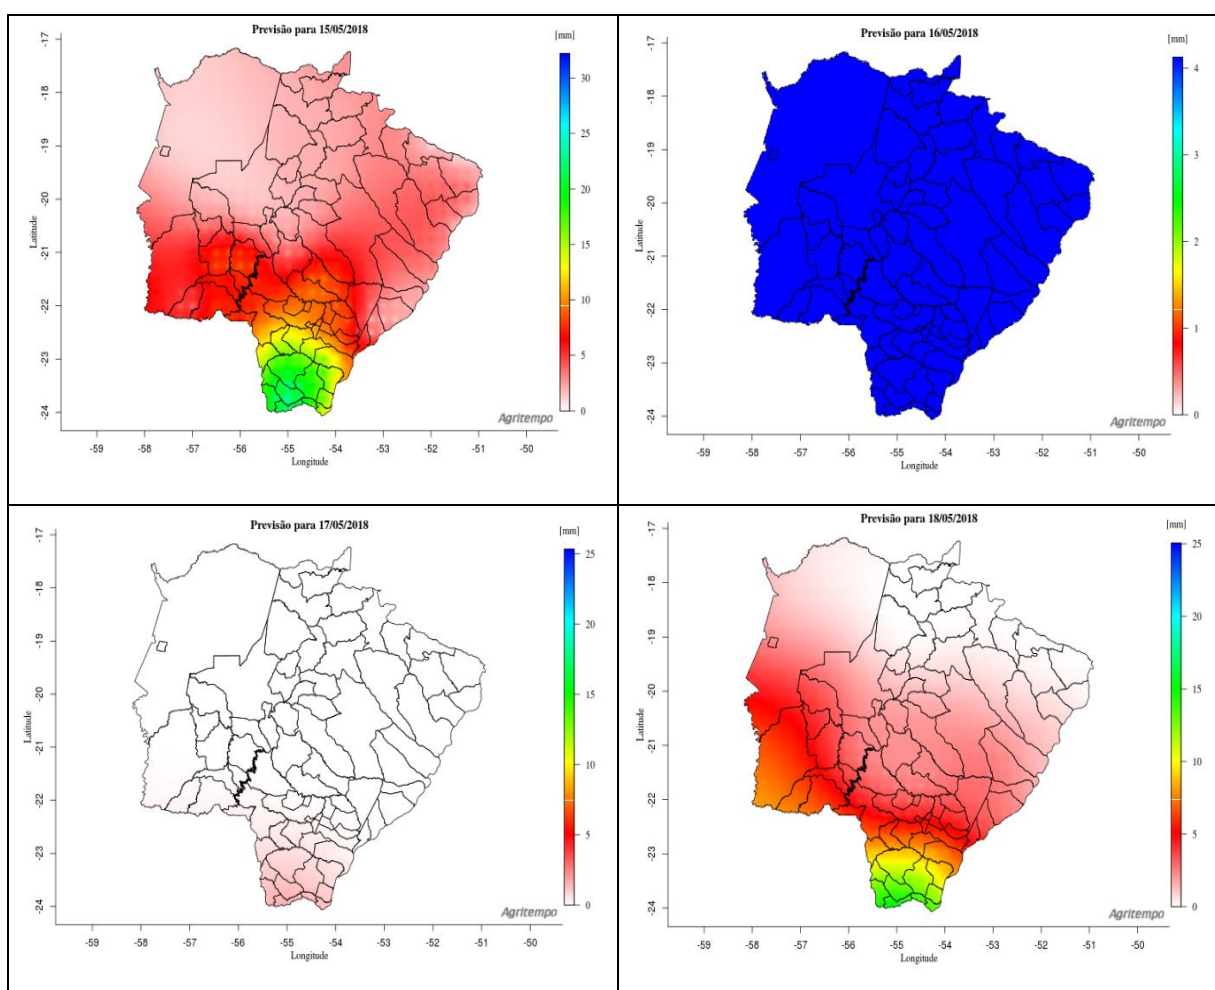 Previsão para 15/05/2018
[mm]
-17
-18
-19
-20
-21
-22
-23
-24
Latitude
30
25
20
15
10
5
0
Agritempo
-59 -58 -57 -56 -55 -54 -53 -52 -51 -50
Longitude
Previsão para 16/05/2018
[mm]
-17
-18
-19
-20
-21
-22
-23
-24
Latitude
4
3
2
1
0
Agritempo
-59 -58 -57 -56 -55 -54 -53 -52 -51 -50
Longitude
Previsão para 17/05/2018
[mm]
-17
-18
-19
-20
-21
-22
-23
-24
Latitude
25
20
15
10
5
0
Agritempo
-59 -58 -57 -56 -55 -54 -53 -52 -51 -50
Longitude
Previsão para 18/05/2018
[mm]
-17
-18
-19
-20
-21
-22
-23
-24
Latitude
25
20
15
10
5
0
Agritempo
-59 -58 -57 -56 -55 -54 -53 -52 -51 -50
Longitude